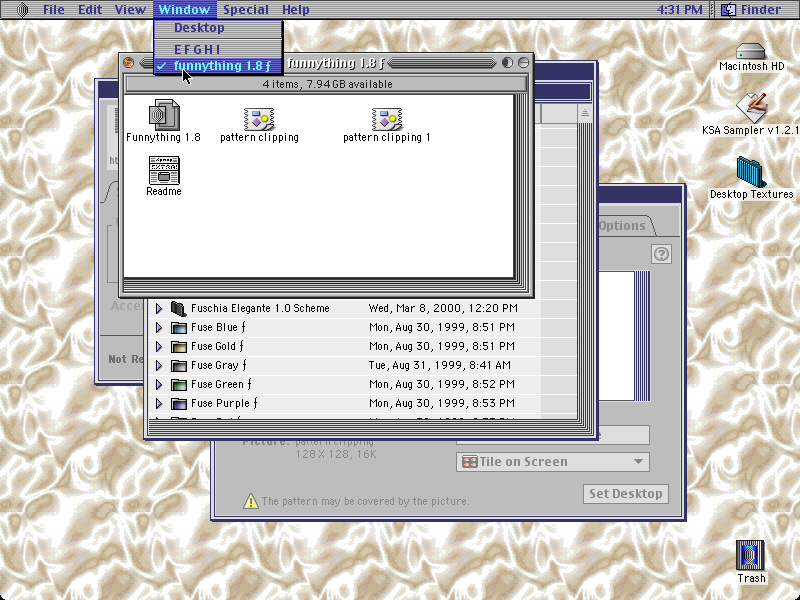 File Edit View Window Special Help 4:31 PM Finder
Desktop
E F G H I
✓ funnything 1.8 ƒ
funnything 1.8 ƒ
4 items, 7.94 GB available
Funnything 1.8
pattern clipping
pattern clipping 1
Readme
Macintosh HD
KSA Sampler v1.2.1
Desktop Textures
Options
Fuschia Elegante 1.0 Scheme Wed, Mar 8, 2000, 12:20 PM
Fuse Blue ƒ Mon, Aug 30, 1999, 8:51 PM
Fuse Gold ƒ Mon, Aug 30, 1999, 8:51 PM
Fuse Gray ƒ Tue, Aug 31, 1999, 8:41 AM
Fuse Green ƒ Mon, Aug 30, 1999, 8:52 PM
Fuse Purple ƒ Mon, Aug 30, 1999, 8:53 PM
Not Re
Picture: pattern clipping
128 X 128, 16K
Tile on Screen
The pattern may be covered by the picture.
Set Desktop
Trash